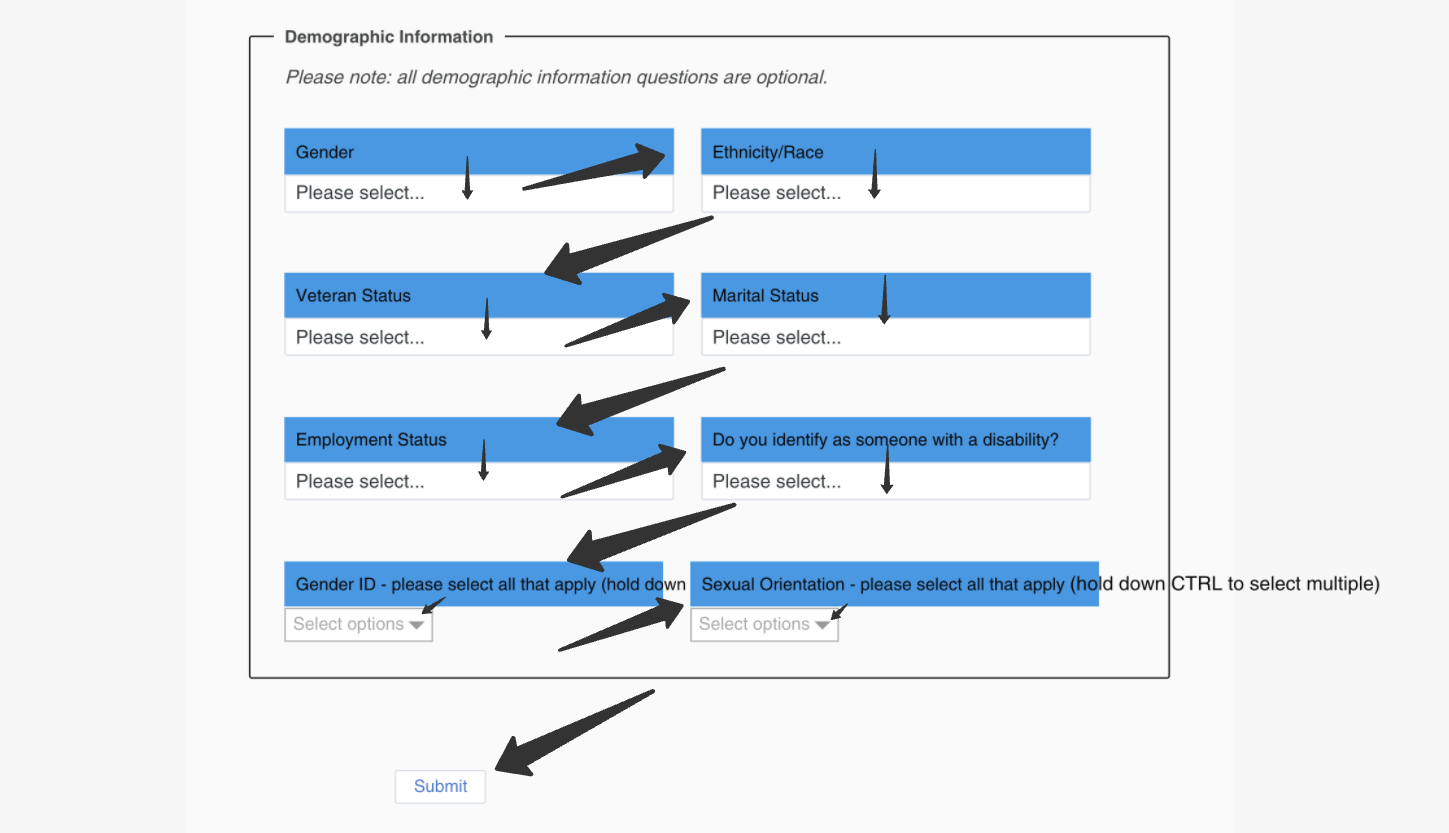 Demographic Information
Please note: all demographic information questions are optional.
Gender
Please select...
Ethnicity/Race
Please select...
Veteran Status
Please select...
Marital Status
Please select...
Employment Status
Please select...
Do you identify as someone with a disability?
Please select...
Gender ID - please select all that apply (hold down
Select options
Sexual Orientation - please select all that apply (hold down CTRL to select multiple)
Select options
Submit